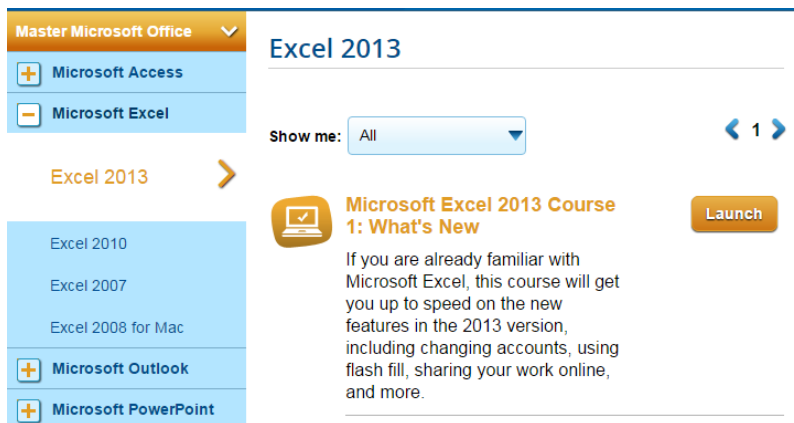 Master Microsoft Office
Microsoft Access
Microsoft Excel
Excel 2013
Excel 2010
Excel 2007
Excel 2008 for Mac
Microsoft Outlook
Microsoft PowerPoint
Excel 2013
Show me: All
1
Microsoft Excel 2013 Course
1: What's New
Launch
If you are already familiar with
Microsoft Excel, this course will get
you up to speed on the new
features in the 2013 version,
including changing accounts, using
flash fill, sharing your work online,
and more.